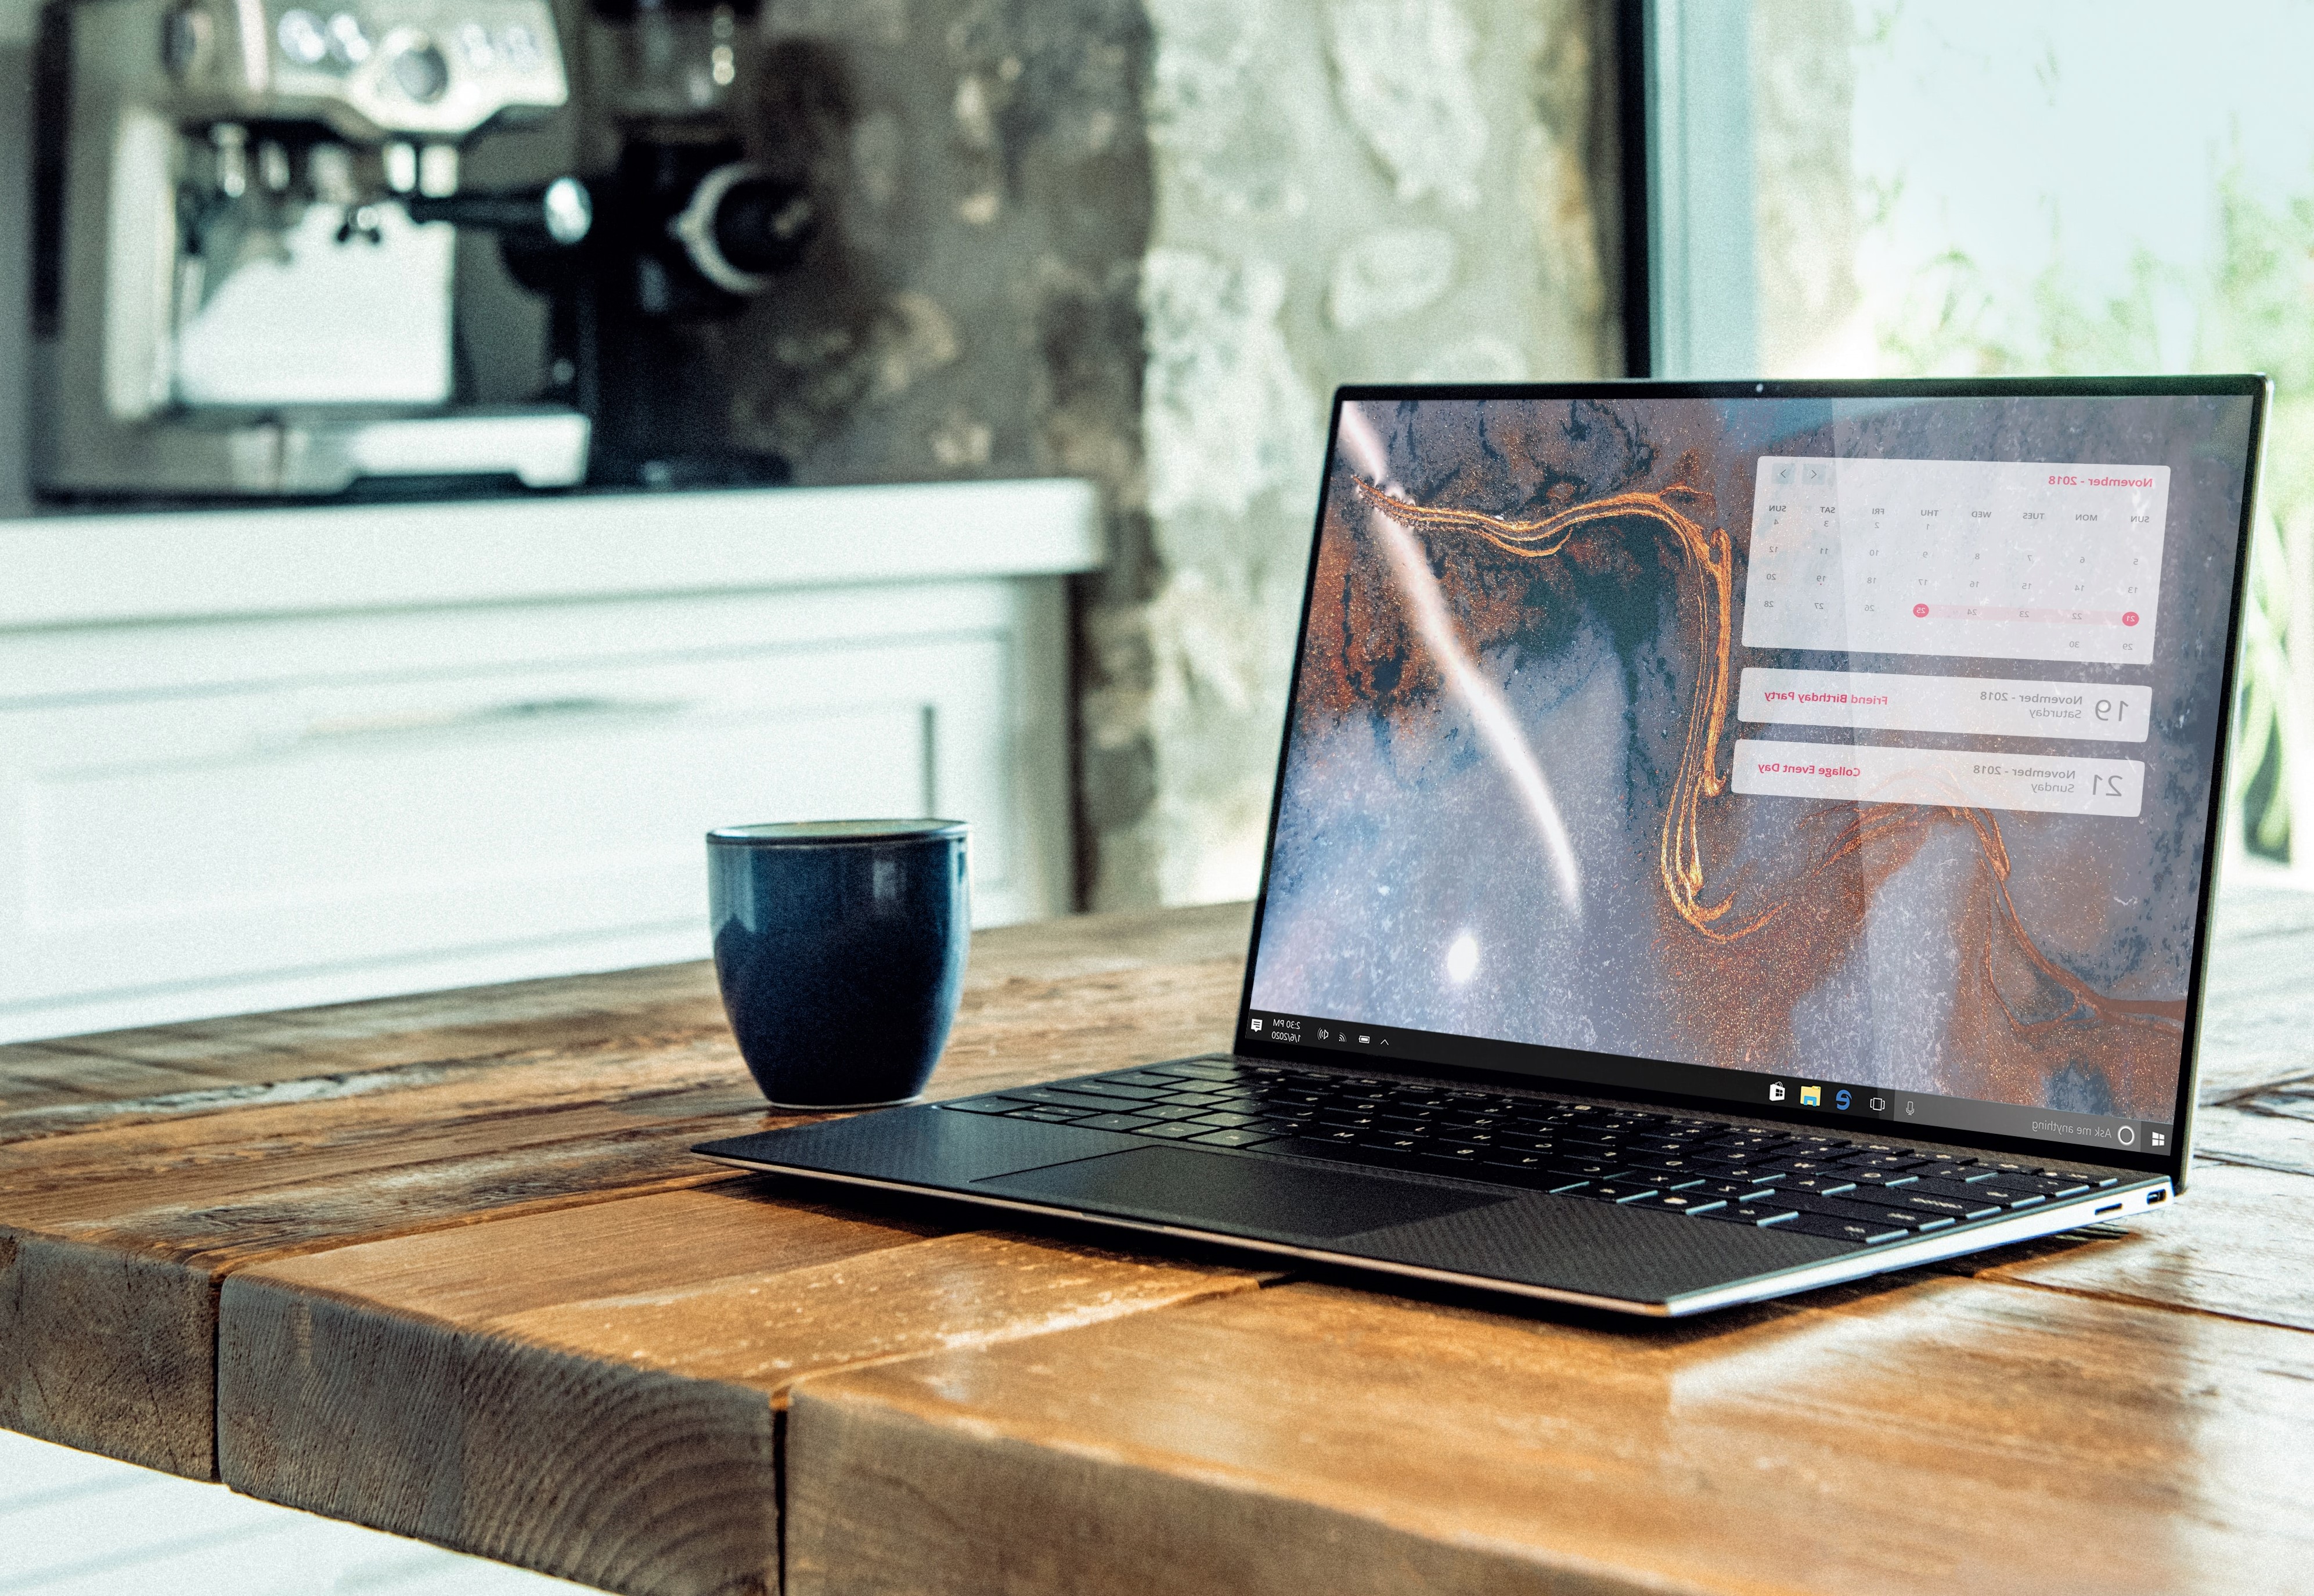 November - 2018
SUN MON TUES WED THU FRI SAT SUN
1 2 3 4
5 6 7 8 9 10 11 12
13 14 15 16 17 18 19 20
21 22 23 24 25 26 27 28
29 30
19 November - 2018 Friend Birthday Party
Saturday
21 November - 2018 Collage Event Day
Sunday
Ask me anything
2:30 PM
1/6/2020